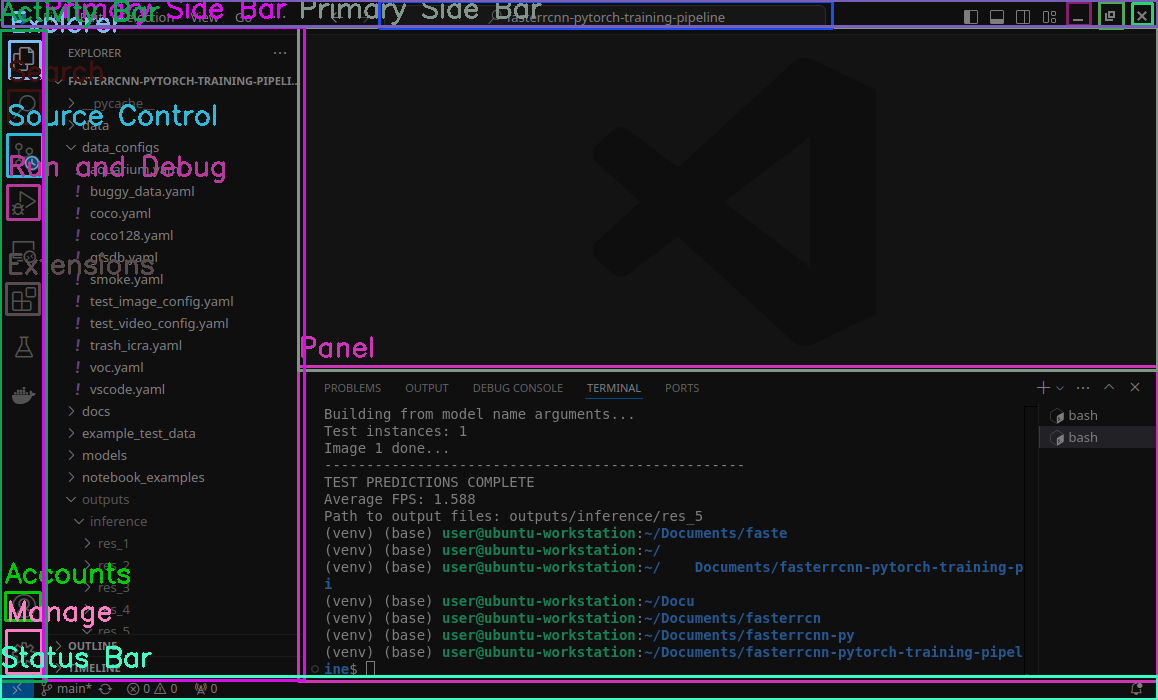 Activity Bar
Primary Side Bar
Primary Side Bar
fasterrcnn-pytorch-training-pipeline
Explorer
EXPLORER
Search
FASTERRCNN-PYTORCH-TRAINING-PIPELI...
__pycache__
Source Control
data
data_configs
Run and Debug
aquarium.yaml
buggy_data.yaml
coco.yaml
coco128.yaml
gtsdb.yaml
Extensions
smoke.yaml
test_image_config.yaml
test_video_config.yaml
trash_icra.yaml
voc.yaml
vscode.yaml
docs
example_test_data
models
notebook_examples
outputs
inference
res_1
res_2
Accounts
res_3
res_4
Manage
res_5
OUTLINE
Status Bar
TIMELINE
Panel
PROBLEMS OUTPUT DEBUG CONSOLE TERMINAL PORTS
Building from model name arguments...
Test instances: 1
Image 1 done...
--------------------------------------------------
TEST PREDICTIONS COMPLETE
Average FPS: 1.588
Path to output files: outputs/inference/res_5
(venv) (base) user@ubuntu-workstation:~/Documents/faste
(venv) (base) user@ubuntu-workstation:~/
(venv) (base) user@ubuntu-workstation:~/ Documents/fasterrcnn-pytorch-training-p
i
(venv) (base) user@ubuntu-workstation:~/Docu
(venv) (base) user@ubuntu-workstation:~/Documents/fasterrcn
(venv) (base) user@ubuntu-workstation:~/Documents/fasterrcnn-py
(venv) (base) user@ubuntu-workstation:~/Documents/fasterrcnn-pytorch-training-pipel
ine$
bash
bash
main* 0 0 0